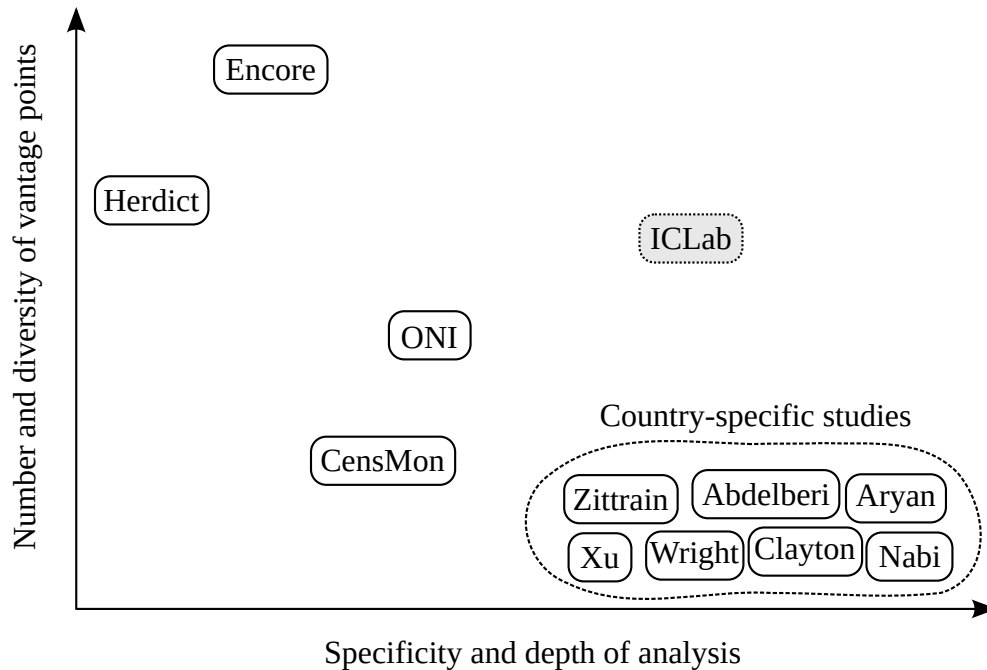 Number and diversity of vantage points
Encore
Herdict
ICLab
ONI
CensMon
Country-specific studies
Zittrain
Abdelberi
Aryan
Xu
Wright
Clayton
Nabi
Specificity and depth of analysis